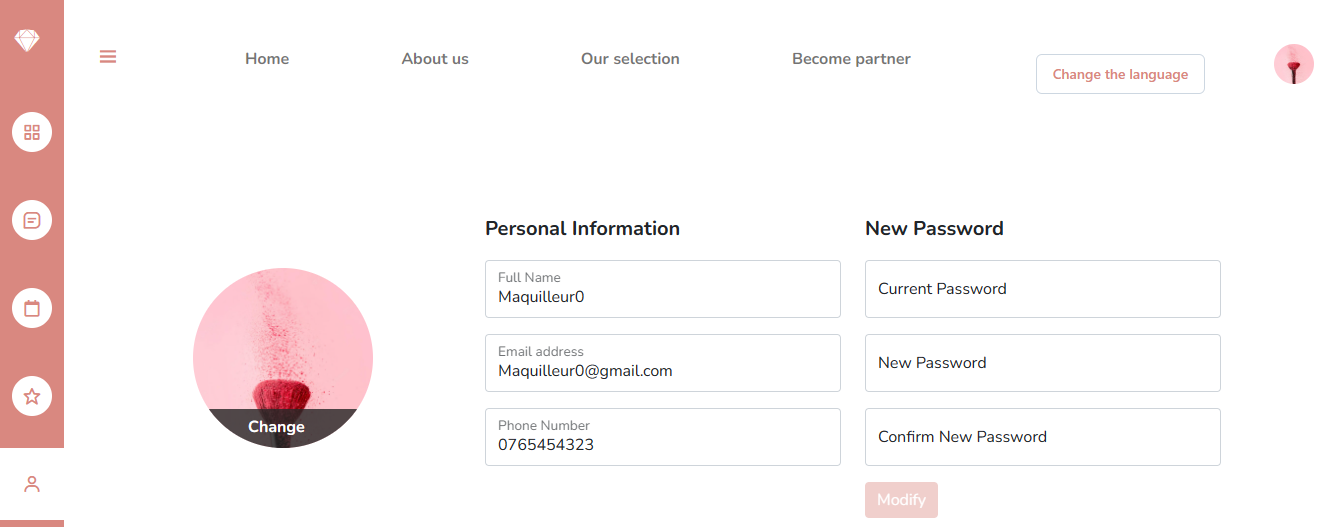 Home
About us
Our selection
Become partner
Change the language
Personal Information
Full Name
Maquilleur0
Email address
Maquilleur0@gmail.com
Phone Number
0765454323
New Password
Current Password
New Password
Confirm New Password
Modify
Change